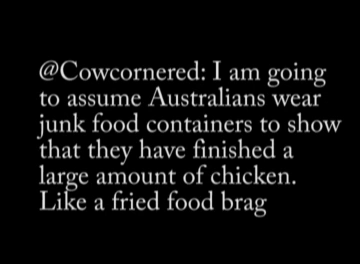 @Cowcornered: I am going
to assume Australians wear
junk food containers to show
that they have finished a
large amount of chicken.
Like a fried food brag